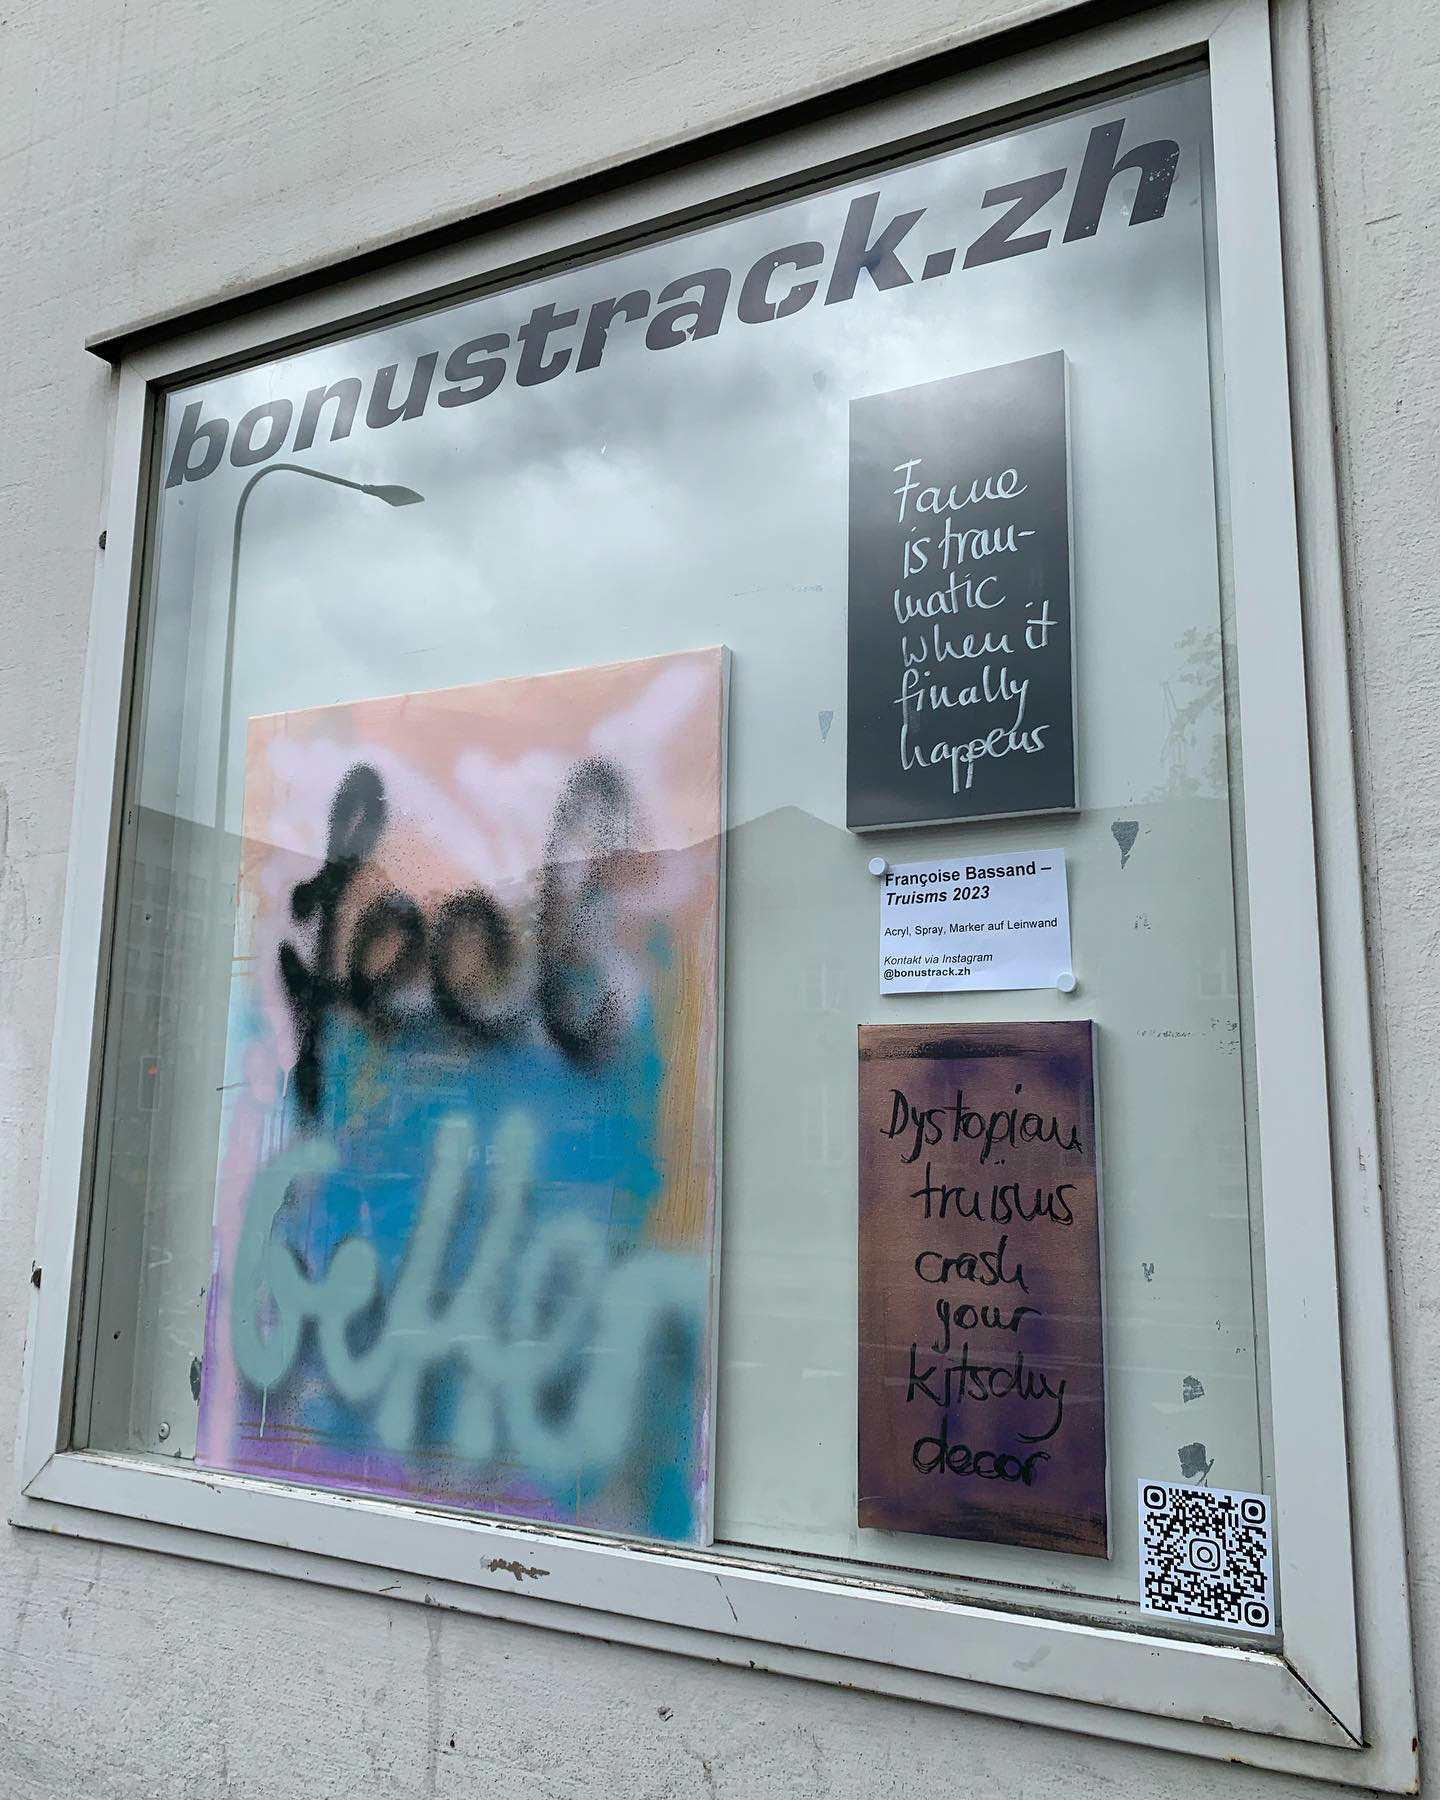 bonustrack.zh
Fame
is trau-
matic
when it
finally
happens
feel
better
Françoise Bassand –
Truisms 2023
Acryl, Spray, Marker auf Leinwand
Kontakt via Instagram
@bonustrack.zh
Dystopian
truisms
crash
your
kitschy
decor